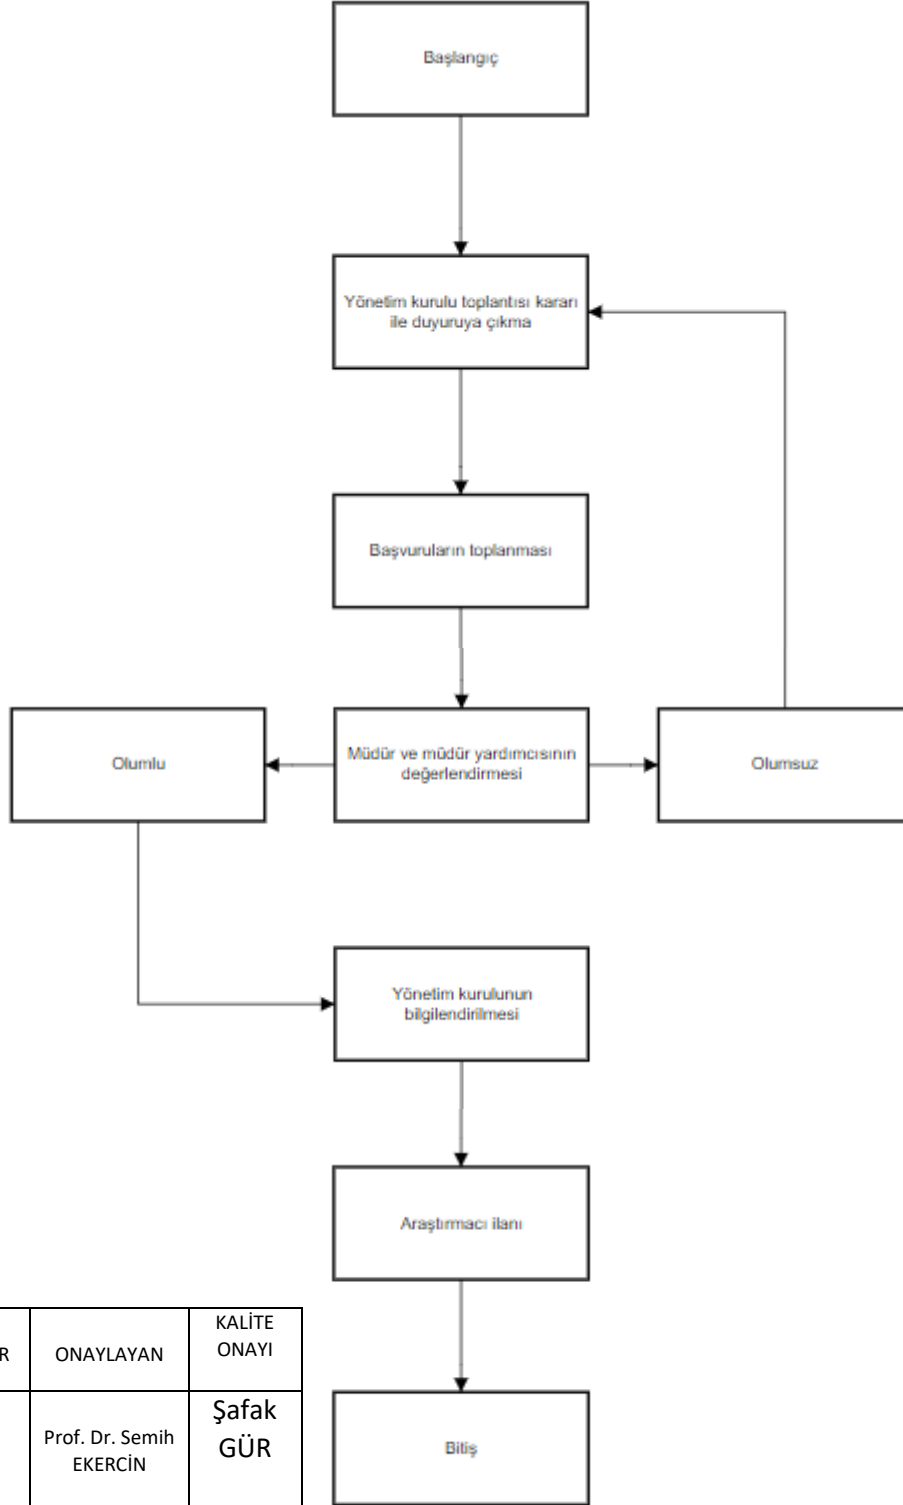 Başlangıç
Yönetim kurulu toplantısı kararı
ile duyuruya çıkma
Başvuruların toplanması
Olumlu
Müdür ve müdür yardımcısının
değerlendirmesi
Olumsuz
Yönetim kurulunun
bilgilendirilmesi
Araştırmacı ilanı
Bitiş
R
ONAYLAYAN
KALİTE
ONAYI
Prof. Dr. Semih
EKERCİN
Şafak
GÜR